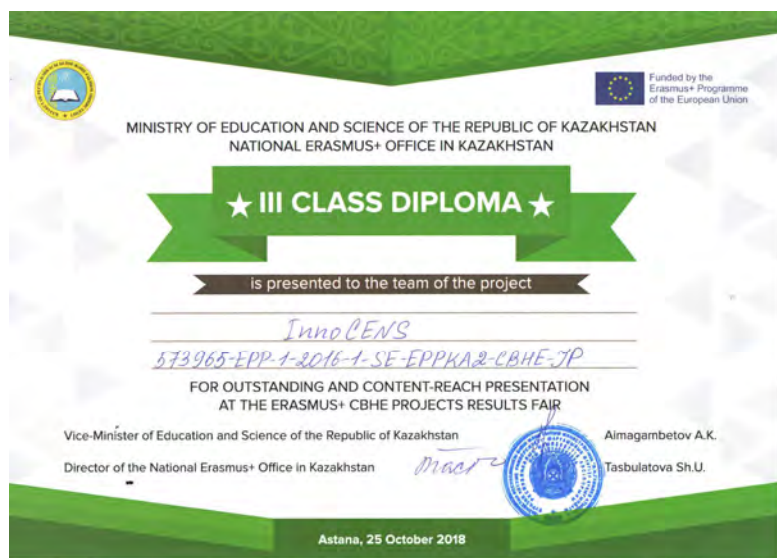 Funded by the
Erasmus+ Programme
of the European Union
MINISTRY OF EDUCATION AND SCIENCE OF THE REPUBLIC OF KAZAKHSTAN
NATIONAL ERASMUS+ OFFICE IN KAZAKHSTAN
III CLASS DIPLOMA
is presented to the team of the project
InnoCENS
573965-EPP-1-2016-1-SE-EPPKA2-CBHE-JP
FOR OUTSTANDING AND CONTENT-REACH PRESENTATION
AT THE ERASMUS+ CBHE PROJECTS RESULTS FAIR
Vice-Minister of Education and Science of the Republic of Kazakhstan Aimagambetov A.K.
Director of the National Erasmus+ Office in Kazakhstan Tasbulatova Sh.U.
Astana, 25 October 2018